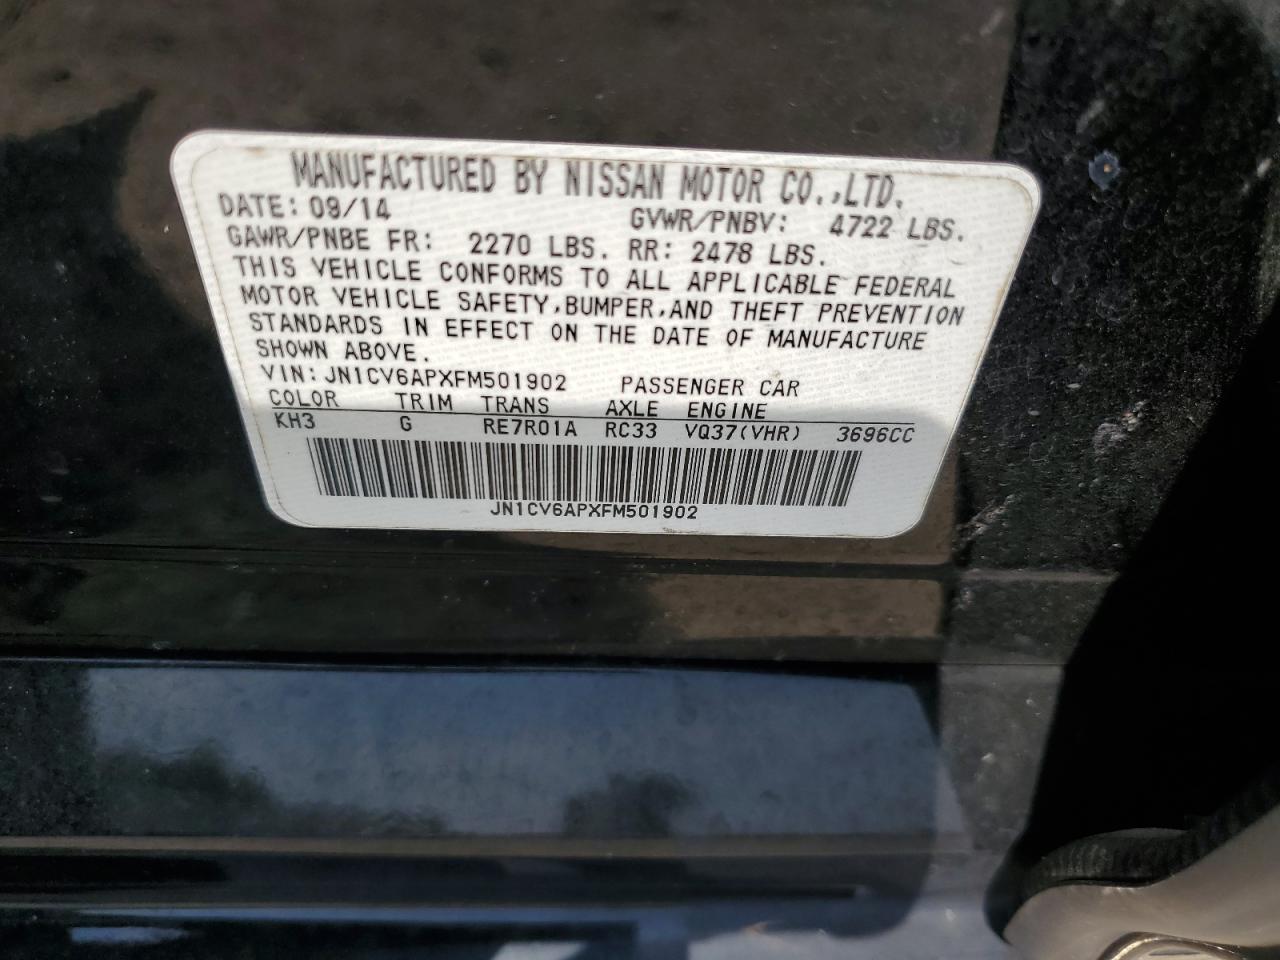 MANUFACTURED BY NISSAN MOTOR CO.,LTD.
DATE: 09/14 GVWR/PNBV: 4722 LBS.
GAWR/PNBE FR: 2270 LBS. RR: 2478 LBS.
THIS VEHICLE CONFORMS TO ALL APPLICABLE FEDERAL
MOTOR VEHICLE SAFETY,BUMPER,AND THEFT PREVENTION
STANDARDS IN EFFECT ON THE DATE OF MANUFACTURE
SHOWN ABOVE.
VIN:JN1CV6APXFM501902 PASSENGER CAR
COLOR TRIM TRANS AXLE ENGINE
KH3 G RE7R01A RC33 VQ37(VHR) 3696CC
JN1CV6APXFM501902